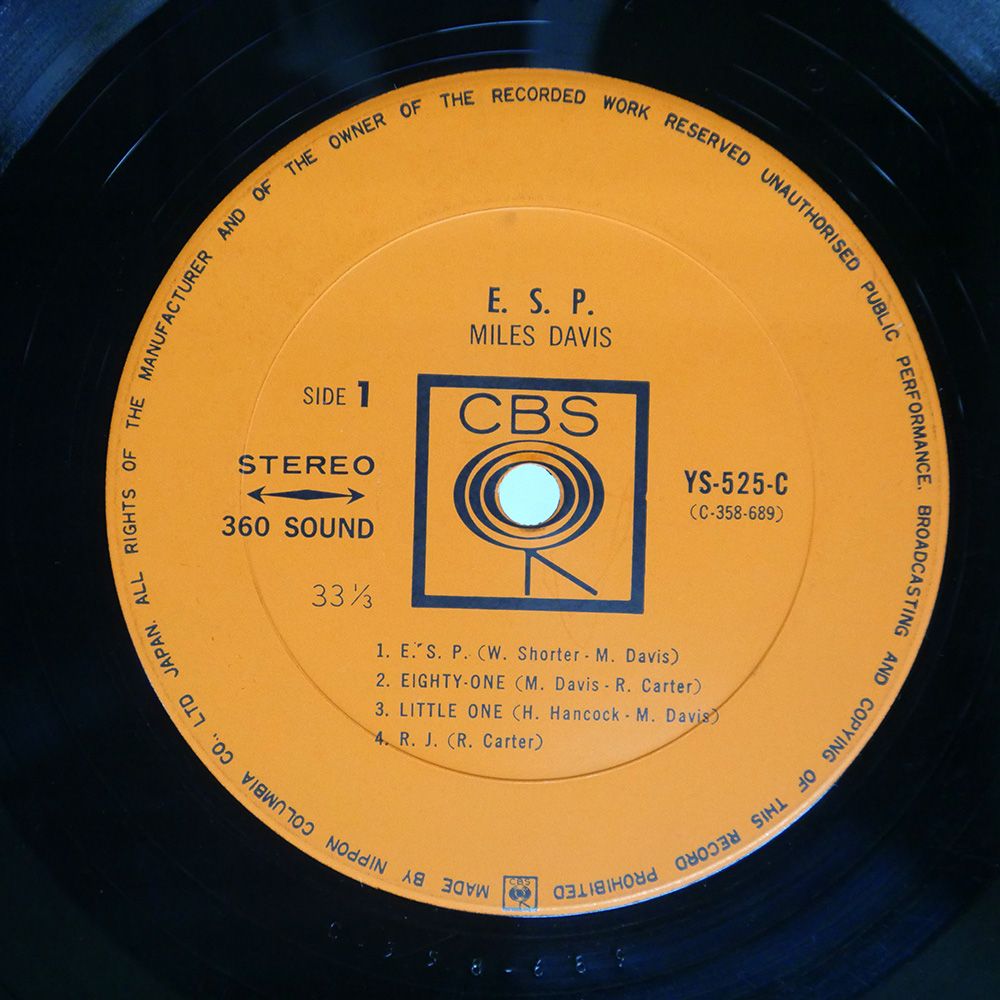 E. S. P.
MILES DAVIS
SIDE 1
CBS
STEREO
360 SOUND
YS-525-C
(C-358-689)
33 1/3
1. E. S. P. (W. Shorter - M. Davis)
2. EIGHTY-ONE (M. Davis - R. Carter)
3. LITTLE ONE (H. Hancock - M. Davis)
4. R. J. (R. Carter)
MADE BY NIPPON COLUMBIA CO., LTD JAPAN. ALL RIGHTS OF THE MANUFACTURER AND OF THE OWNER OF THE RECORDED WORK RESERVED UNAUTHORISED PUBLIC PERFORMANCE, BROADCASTING AND COPYING OF THIS RECORD PROHIBITED
CBS